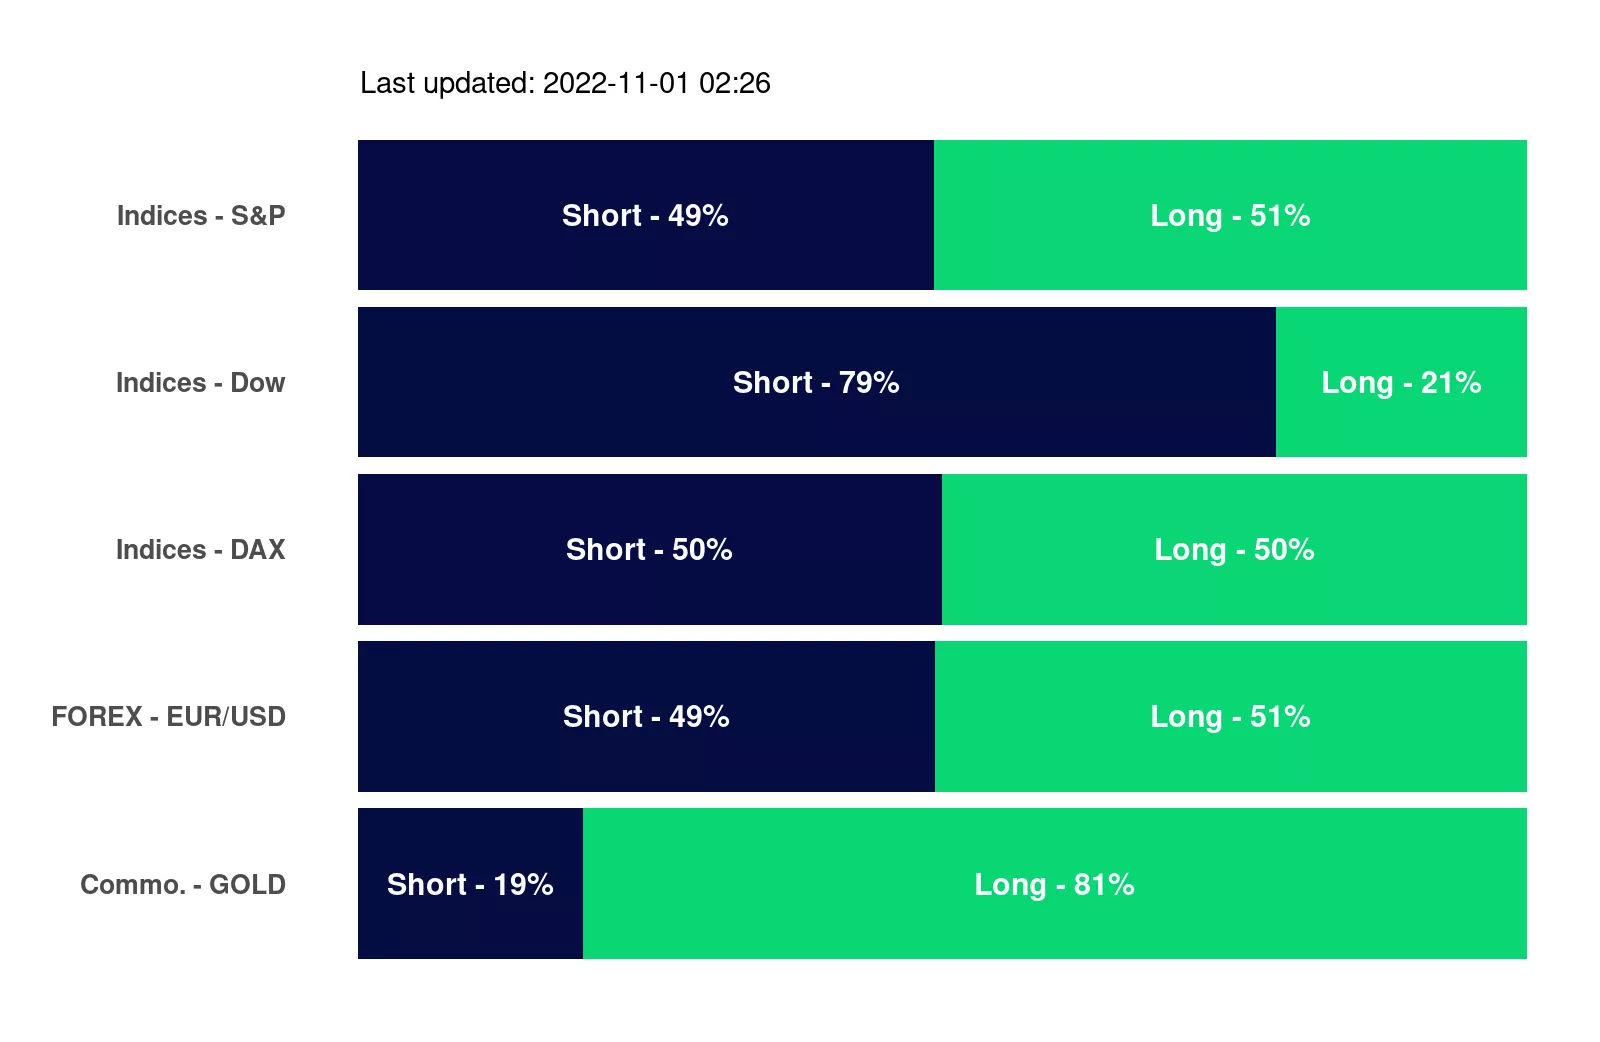 Last updated: 2022-11-01 02:26
Indices - S&P Short - 49% Long - 51%
Indices - Dow Short - 79% Long - 21%
Indices - DAX Short - 50% Long - 50%
FOREX - EUR/USD Short - 49% Long - 51%
Commo. - GOLD Short - 19% Long - 81%